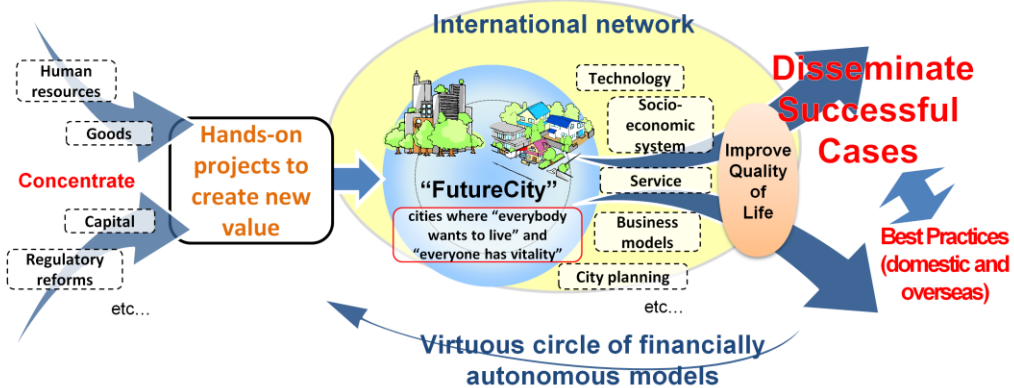 International network
Human
resources
Goods
Concentrate
Capital
Regulatory
reforms
etc…
Hands-on
projects to
create new
value
“FutureCity”
cities where “everybody
wants to live” and
“everyone has vitality”
Technology
Socio-
economic
system
Service
Business
models
City planning
etc…
Improve
Quality
of
Life
Disseminate
Successful
Cases
Best Practices
(domestic and
overseas)
Virtuous circle of financially
autonomous models